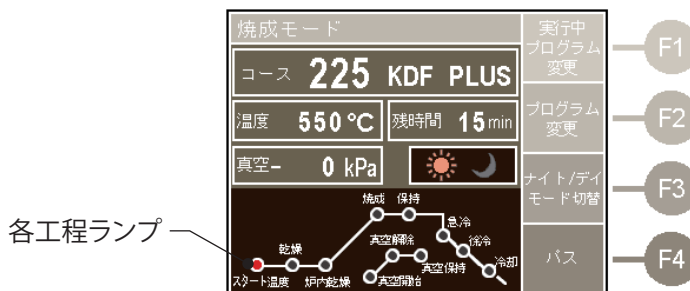 焼成モード
コース 225 KDF PLUS
温度 550℃ 残時間 15min
真空− 0 kPa
実行中
プログラム
変更
プログラム
変更
ナイト/デイ
モード切替
パス
F1
F2
F3
F4
各工程ランプ
焼成 保持
急冷
乾燥 真空解除 徐冷
真空保持 冷却
スタート温度 炉内乾燥 真空開始